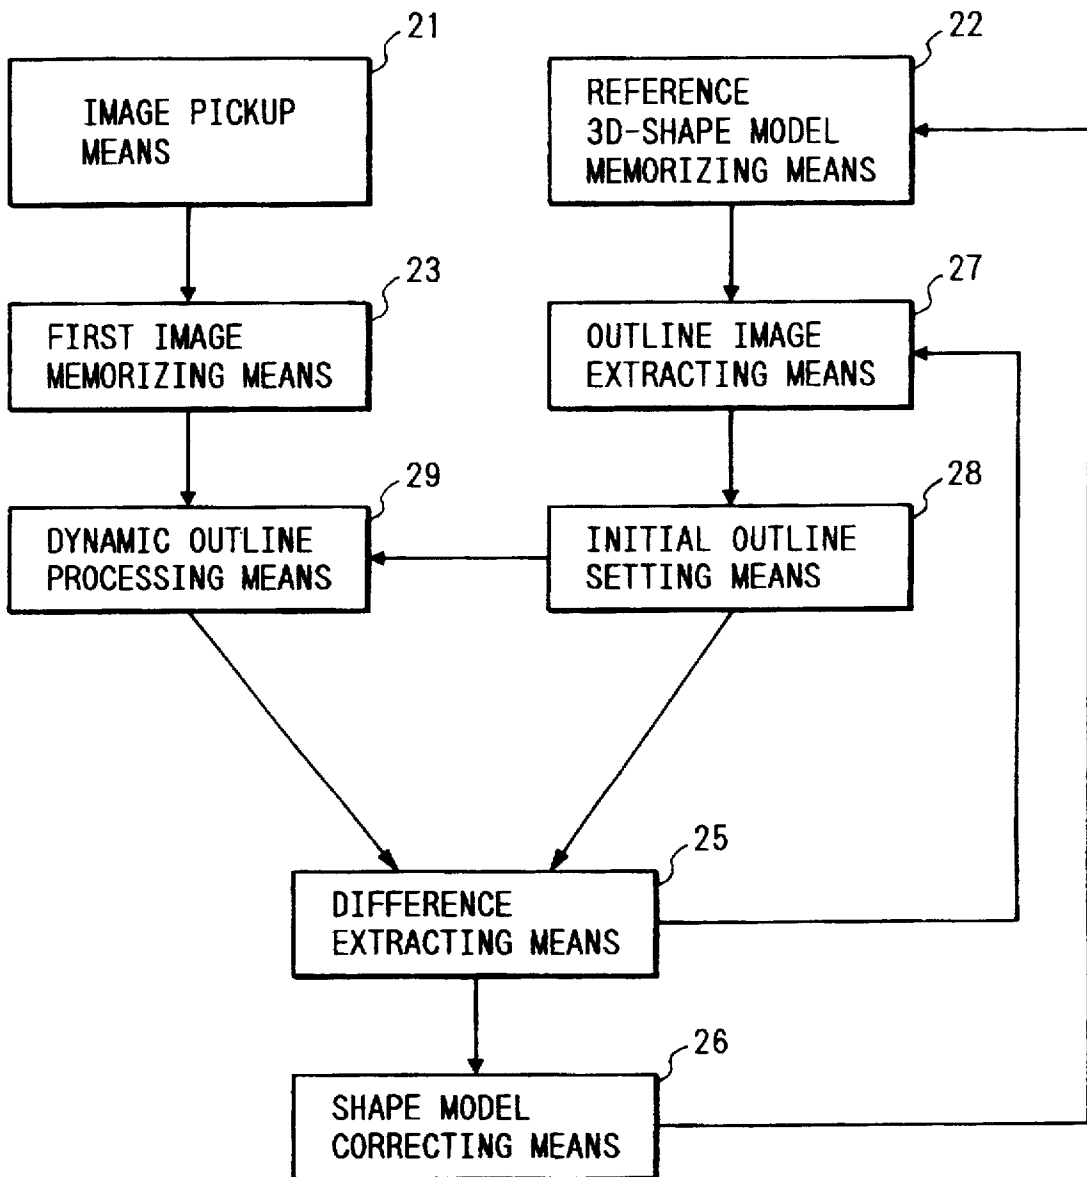 21
IMAGE PICKUP
MEANS
22
REFERENCE
3D-SHAPE MODEL
MEMORIZING MEANS
23
FIRST IMAGE
MEMORIZING MEANS
27
OUTLINE IMAGE
EXTRACTING MEANS
29
DYNAMIC OUTLINE
PROCESSING MEANS
28
INITIAL OUTLINE
SETTING MEANS
25
DIFFERENCE
EXTRACTING MEANS
26
SHAPE MODEL
CORRECTING MEANS